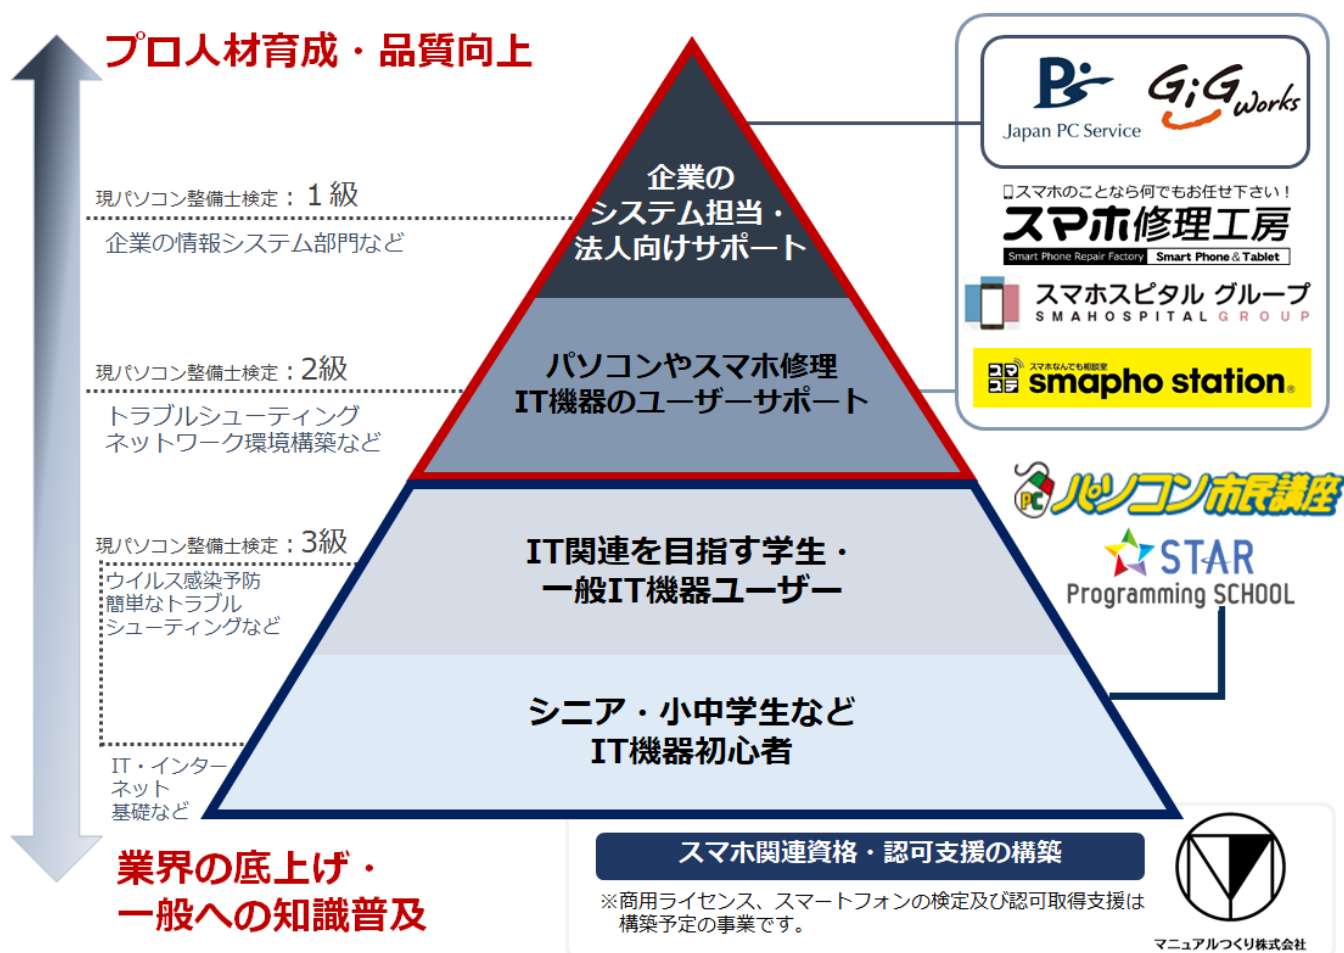 プロ人材育成・品質向上
現パソコン整備士検定：１級
企業の情報システム部門など
現パソコン整備士検定：2級
トラブルシューティング
ネットワーク環境構築など
現パソコン整備士検定：3級
ウイルス感染予防
簡単なトラブル
シューティングなど
IT・インター
ネット
基礎など
業界の底上げ・
一般への知識普及
企業の
システム担当・
法人向けサポート
パソコンやスマホ修理
IT機器のユーザーサポート
IT関連を目指す学生・
一般IT機器ユーザー
シニア・小中学生など
IT機器初心者
Japan PC Service
GiG works
スマホのことなら何でもお任せ下さい！
スマホ修理工房
Smart Phone Repair Factory Smart Phone & Tablet
スマホスピタル グループ
SMAHOSPITAL GROUP
スマホなんでも相談室
smapho station®
PC パソコン市民講座
STAR
Programming SCHOOL
スマホ関連資格・認可支援の構築
※商用ライセンス、スマートフォンの検定及び認可取得支援は
構築予定の事業です。
マニュアルつくり株式会社